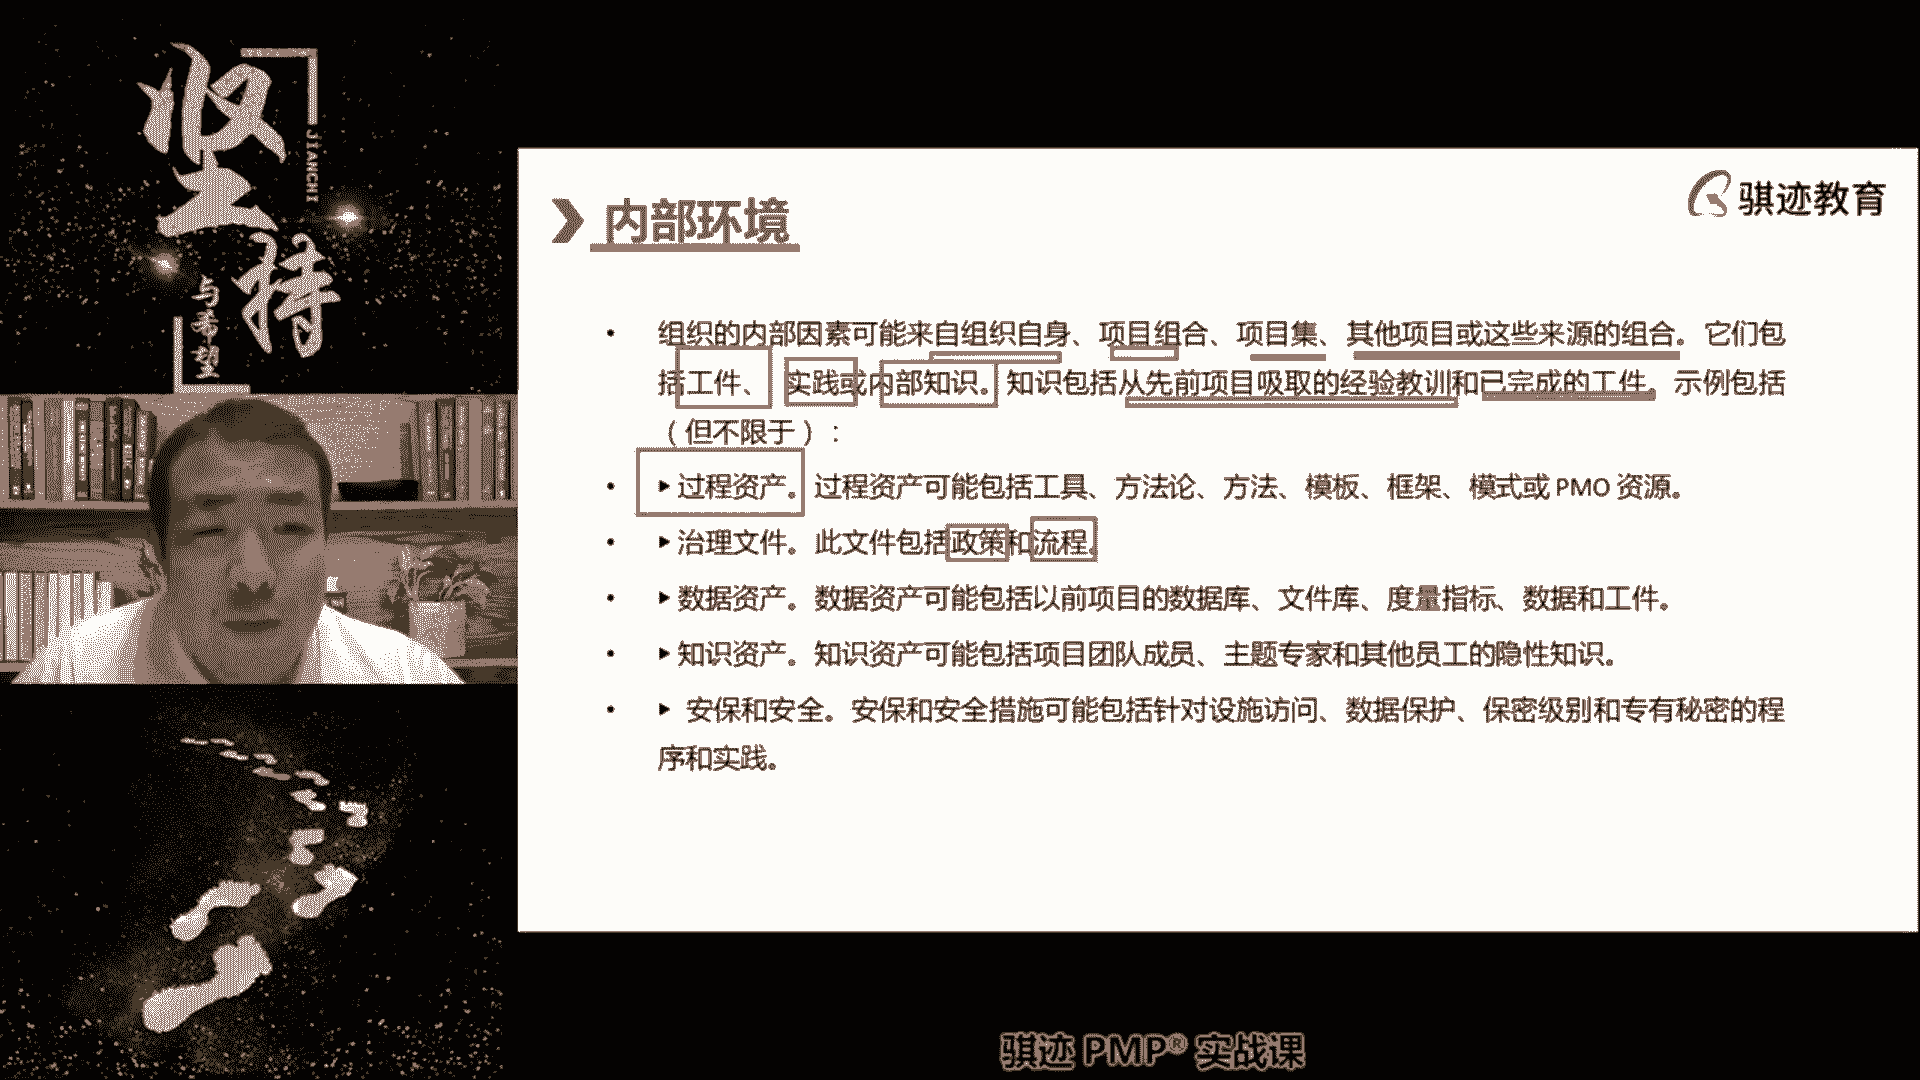 坚持
JIANCHI
与希望
骐迹教育
内部环境
• 组织的内部因素可能来自组织自身、项目组合、项目集、其他项目或这些来源的组合。它们包
括工件、实践或内部知识。知识包括从先前项目吸取的经验教训和已完成的工件。示例包括
（但不限于）：
• ▶过程资产。过程资产可能包括工具、方法论、方法、模板、框架、模式或 PMO 资源。
• ▶治理文件。此文件包括政策和流程。
• ▶数据资产。数据资产可能包括以前项目的数据库、文件库、度量指标、数据和工件。
• ▶知识资产。知识资产可能包括项目团队成员、主题专家和其他员工的隐性知识。
• ▶ 安保和安全。安保和安全措施可能包括针对设施访问、数据保护、保密级别和专有秘密的程
序和实践。
骐迹 PMP® 实战课